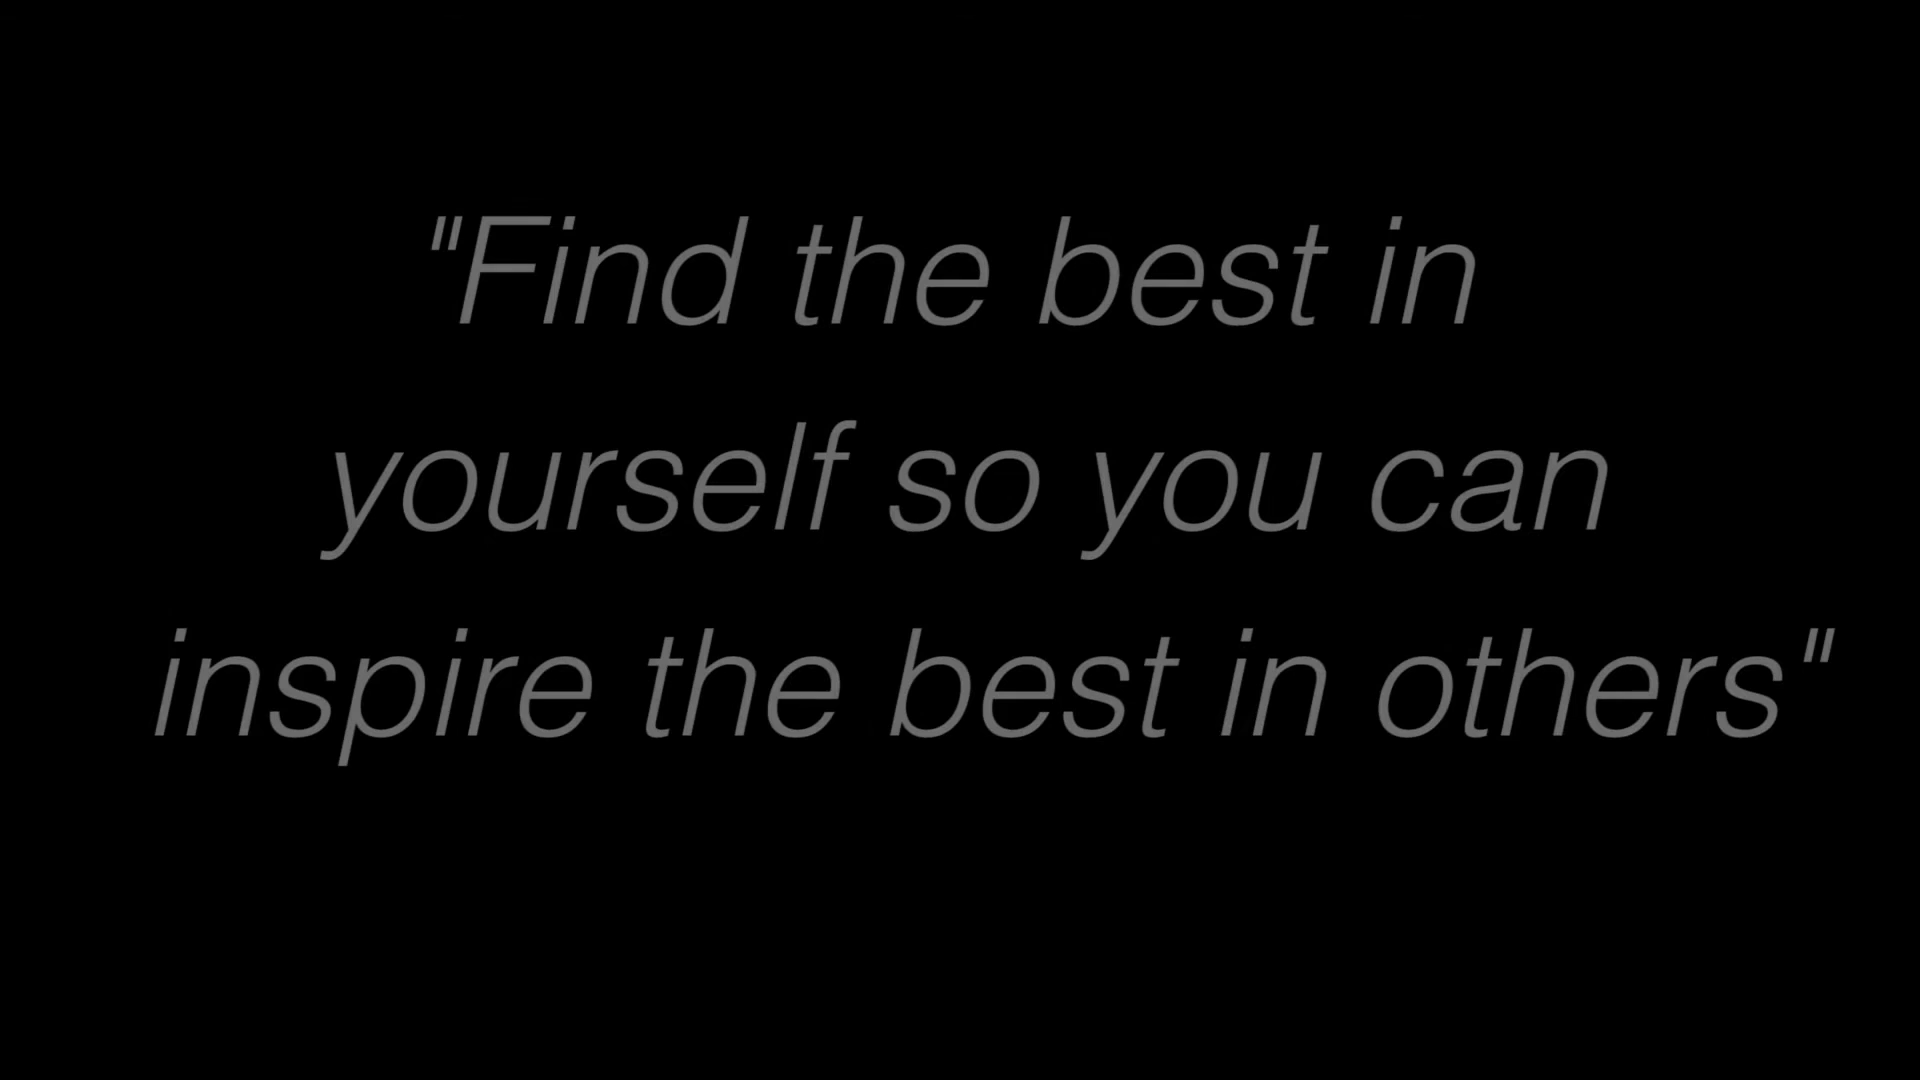 "Find the best in
yourself so you can
inspire the best in others"